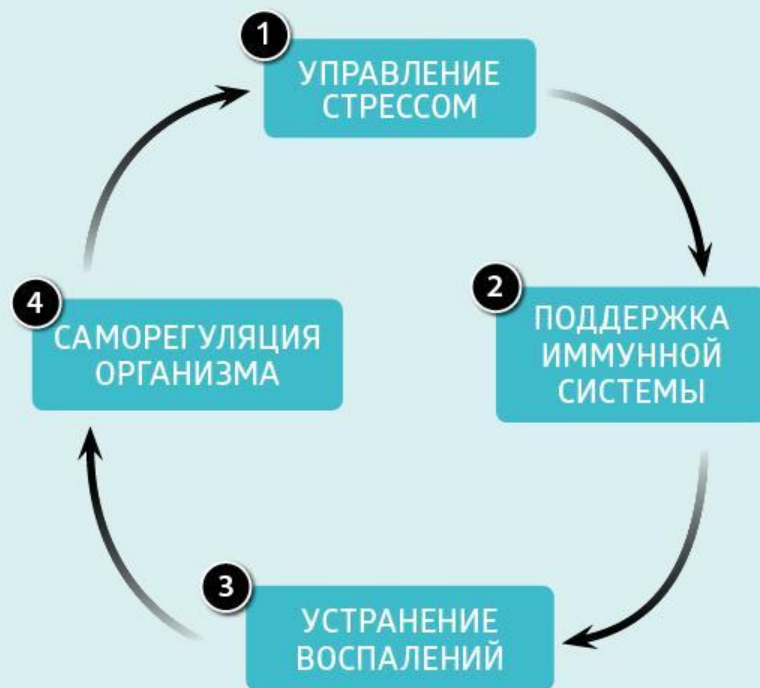 1
УПРАВЛЕНИЕ
СТРЕССОМ
2
ПОДДЕРЖКА
ИММУННОЙ
СИСТЕМЫ
3
УСТРАНЕНИЕ
ВОСПАЛЕНИЙ
4
САМОРЕГУЛЯЦИЯ
ОРГАНИЗМА